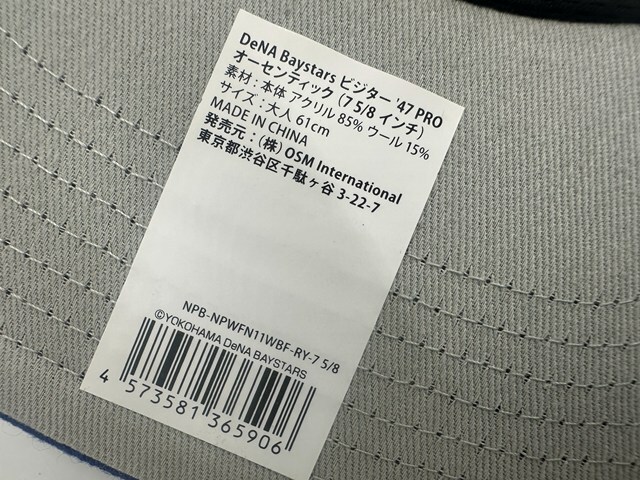 DeNA Baystars ビジター '47 PRO
オーセンティック (7 5/8 インチ)
素材 : 本体 アクリル 85% ウール 15%
サイズ : 大人 61cm
MADE IN CHINA
発売元 : (株) OSM International
東京都渋谷区千駄ヶ谷 3-22-7
NPB-NPWFN11WBF-RY-7 5/8
©YOKOHAMA DeNA BAYSTARS
4 573581 365906